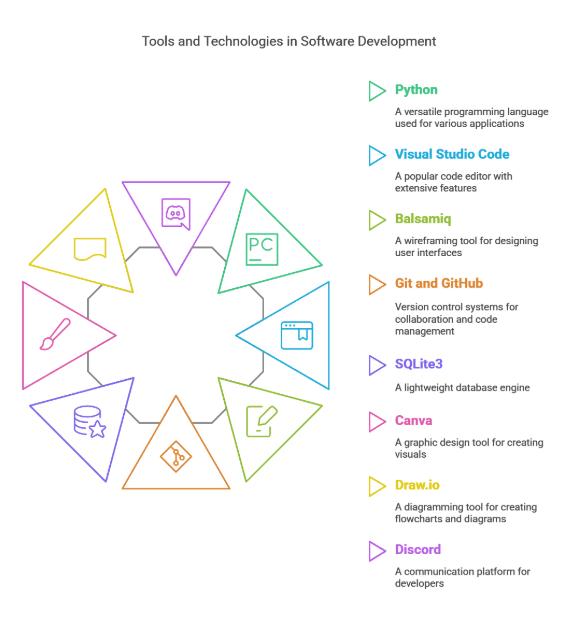 Tools and Technologies in Software Development
Python
A versatile programming language
used for various applications
Visual Studio Code
A popular code editor with
extensive features
Balsamiq
A wireframing tool for designing
user interfaces
Git and GitHub
Version control systems for
collaboration and code
management
SQLite3
A lightweight database engine
Canva
A graphic design tool for creating
visuals
Draw.io
A diagramming tool for creating
flowcharts and diagrams
Discord
A communication platform for
developers
PC